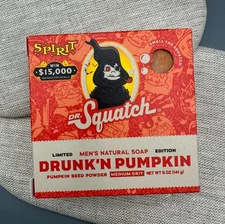 SPIRIT
WIN
$15,000
DR.
Squatch
LIMITED MEN'S NATURAL SOAP EDITION
DRUNK'N PUMPKIN
PUMPKIN SEED POWDER MEDIUM GRIT NET WT 5 OZ (141 g)